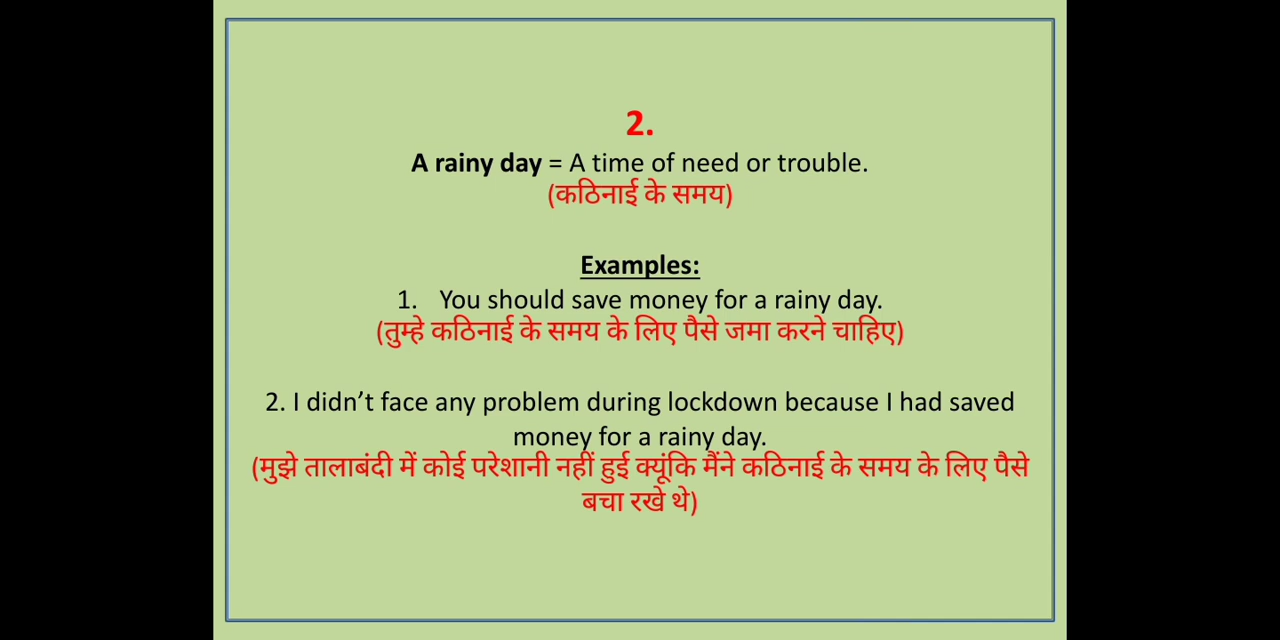 2.
A rainy day = A time of need or trouble.
(कठिनाई के समय)
Examples:
1. You should save money for a rainy day.
(तुम्हे कठिनाई के समय के लिए पैसे जमा करने चाहिए)
2. I didn’t face any problem during lockdown because I had saved
money for a rainy day.
(मुझे तालाबंदी में कोई परेशानी नहीं हुई क्यूंकि मैंने कठिनाई के समय के लिए पैसे
बचा रखे थे)